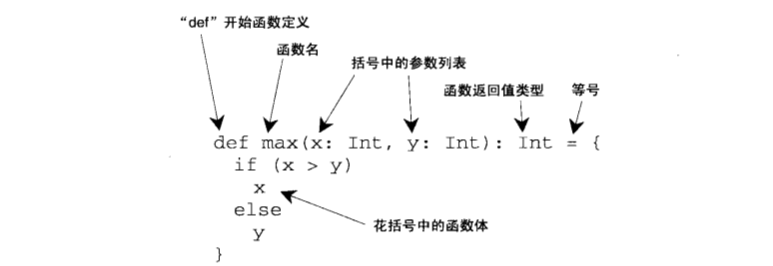 “def”开始函数定义
函数名
括号中的参数列表
函数返回值类型
等号
def max(x: Int, y: Int): Int = {
if (x > y)
x
else
花括号中的函数体
y
}